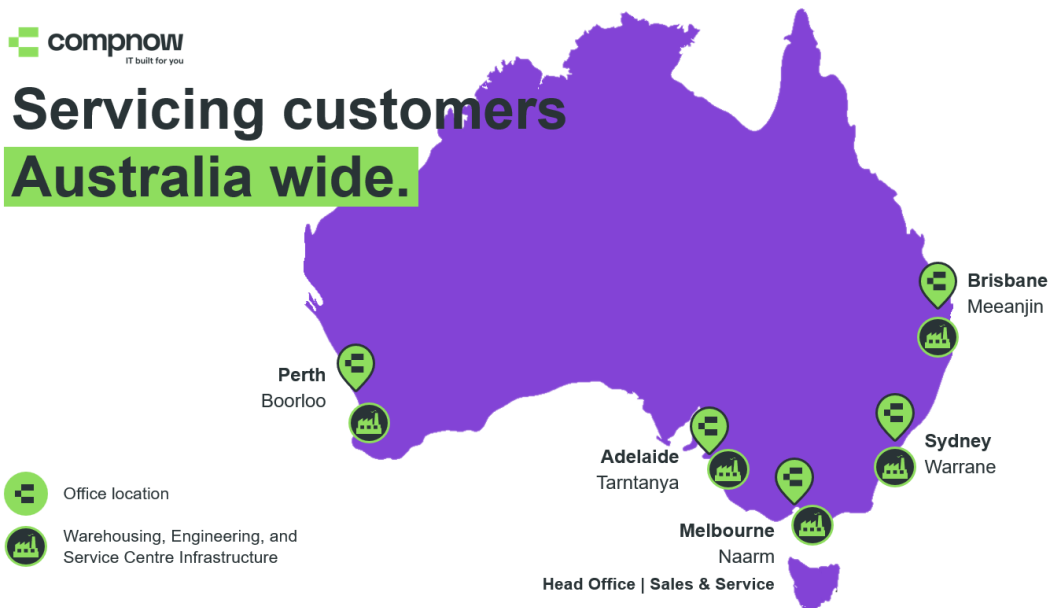 compnow
IT built for you
Servicing customers
Australia wide.
Brisbane
Meeanjin
Perth
Boorloo
Sydney
Warrane
Adelaide
Tarntanya
Melbourne
Naarm
Head Office | Sales & Service
Office location
Warehousing, Engineering, and
Service Centre Infrastructure